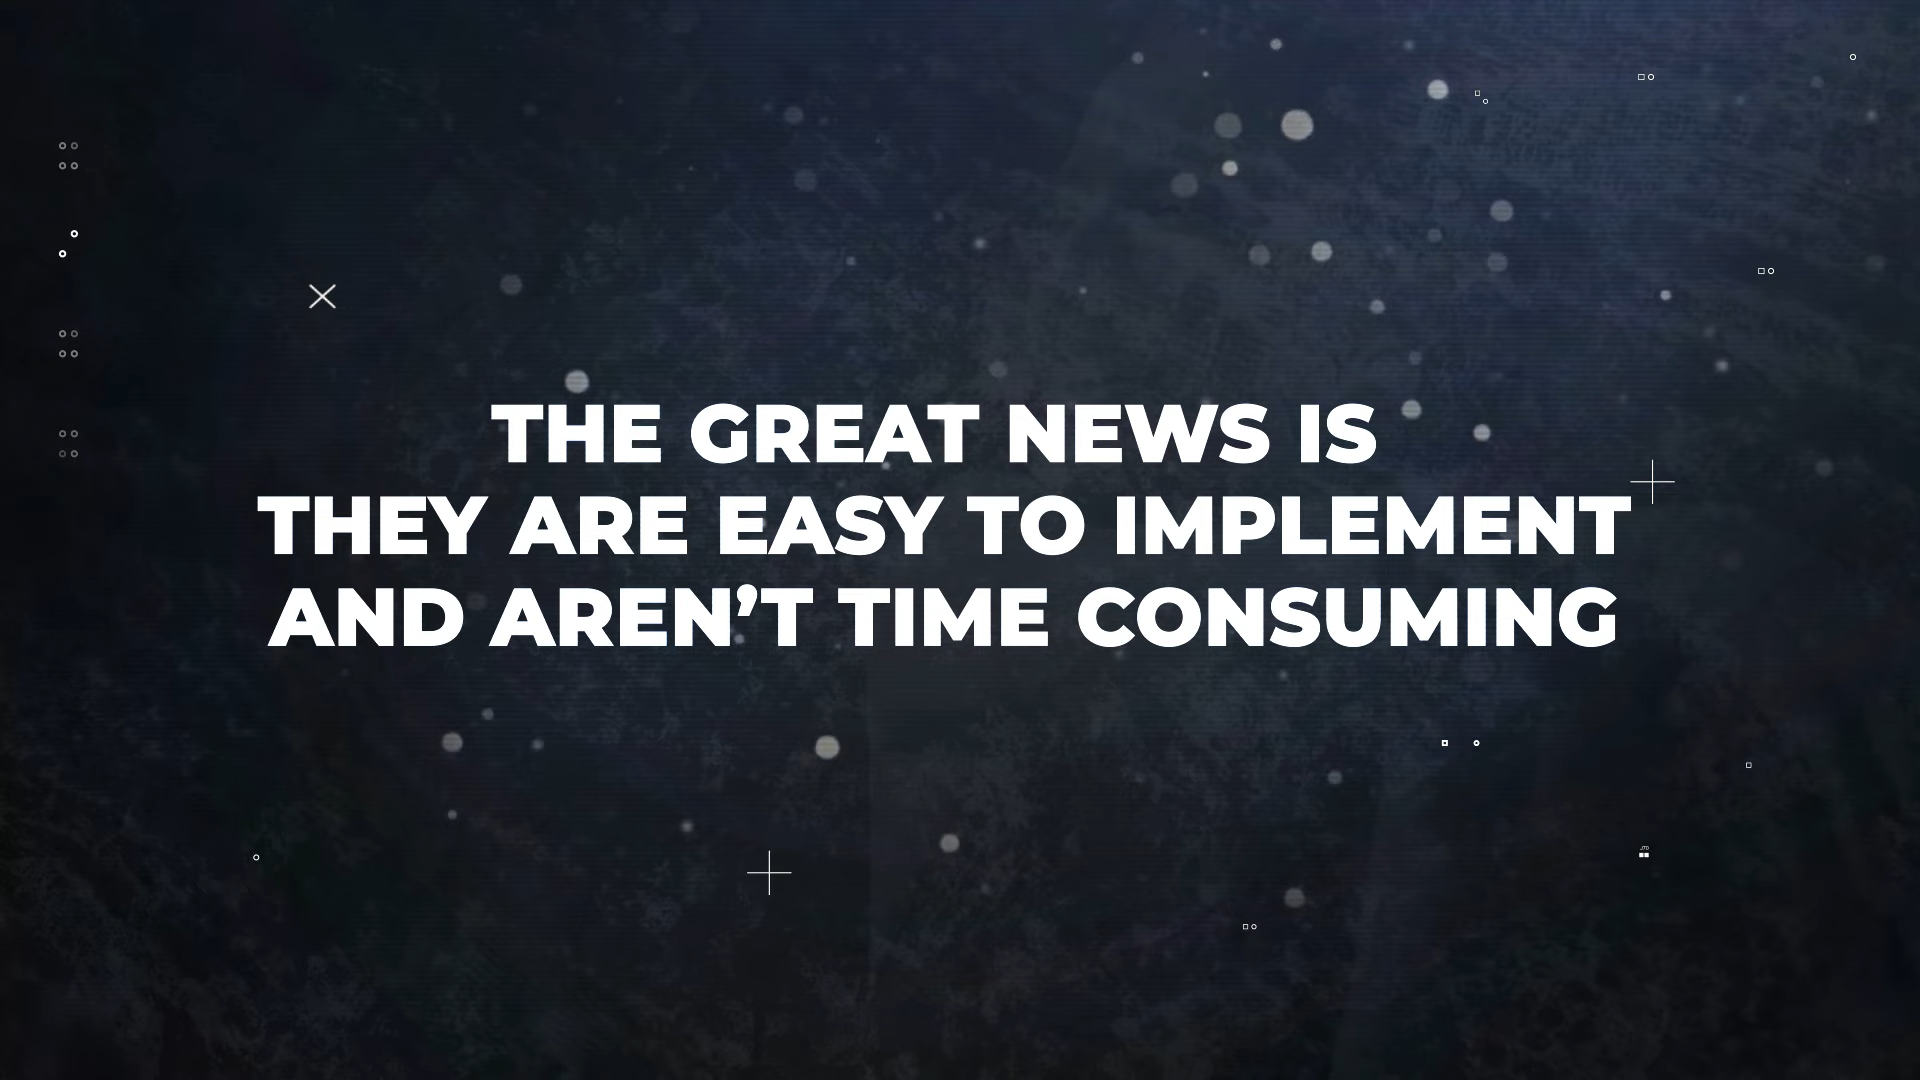 THE GREAT NEWS IS
THEY ARE EASY TO IMPLEMENT
AND AREN’T TIME CONSUMING